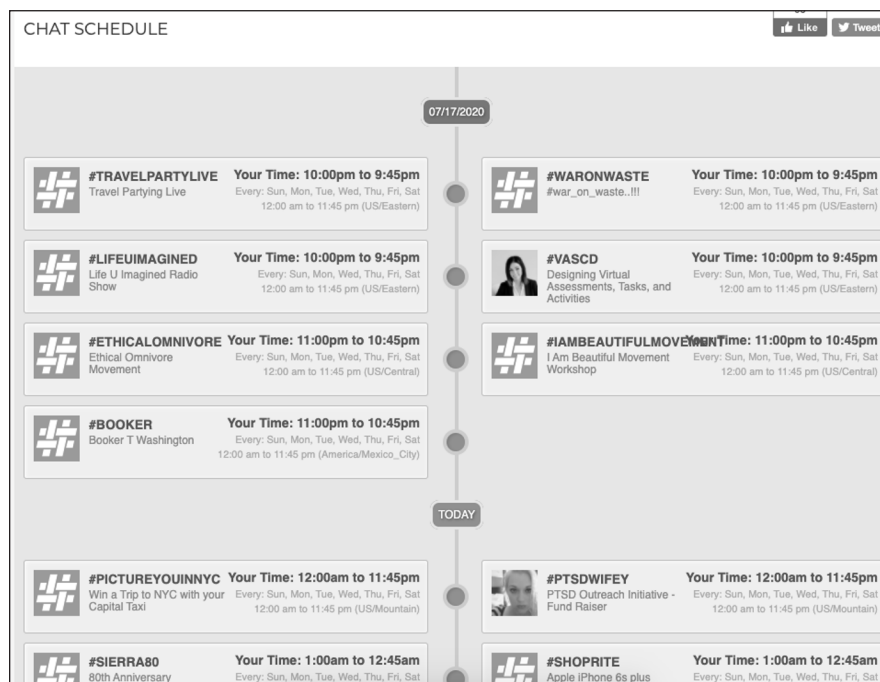 CHAT SCHEDULE
Like
Tweet
07/17/2020
#TRAVELPARTYLIVE Your Time: 10:00pm to 9:45pm
Travel Partying Live Every: Sun, Mon, Tue, Wed, Thu, Fri, Sat
12:00 am to 11:45 pm (US/Eastern)
#WARONWASTE Your Time: 10:00pm to 9:45pm
#war_on_waste..!!! Every: Sun, Mon, Tue, Wed, Thu, Fri, Sat
12:00 am to 11:45 pm (US/Eastern)
#LIFEUIMAGINED Your Time: 10:00pm to 9:45pm
Life U Imagined Radio Every: Sun, Mon, Wed, Thu, Fri, Sat
Show 12:00 am to 11:45 pm (US/Eastern)
#VASCD Your Time: 10:00pm to 9:45pm
Designing Virtual Every: Sun, Mon, Tue, Wed, Thu, Fri, Sat
Assessments, Tasks, and 12:00 am to 11:45 pm (US/Eastern)
Activities
#ETHICALOMNIVORE Your Time: 11:00pm to 10:45pm
Ethical Omnivore Every: Sun, Mon, Tue, Wed, Thu, Fri, Sat
Movement 12:00 am to 11:45 pm (US/Central)
#IAMBEAUTIFULMOVEMENT Your Time: 11:00pm to 10:45pm
I Am Beautiful Movement Every: Sun, Mon, Tue, Wed, Thu, Fri, Sat
Workshop 12:00 am to 11:45 pm (US/Central)
#BOOKER Your Time: 11:00pm to 10:45pm
Booker T Washington Every: Sun, Mon, Tue, Wed, Thu, Fri, Sat
12:00 am to 11:45 pm (America/Mexico_City)
TODAY
#PICTUREYOUINNYC Your Time: 12:00am to 11:45pm
Win a Trip to NYC with your Every: Sun, Mon, Tue, Wed, Thu, Fri, Sat
Capital Taxi 12:00 am to 11:45 pm (US/Mountain)
#PTSDWIFEY Your Time: 12:00am to 11:45pm
PTSD Outreach Initiative - Every: Sun, Mon, Tue, Wed, Thu, Fri, Sat
Fund Raiser 12:00 am to 11:45 pm (US/Mountain)
#SIERRA80 Your Time: 1:00am to 12:45am
80th Anniversary Every: Sun, Mon, Tue, Wed, Thu, Fri, Sat
#SHOPRITE Your Time: 1:00am to 12:45am
Apple iPhone 6s plus Every: Sun, Mon, Tue, Wed, Thu, Fri, Sat